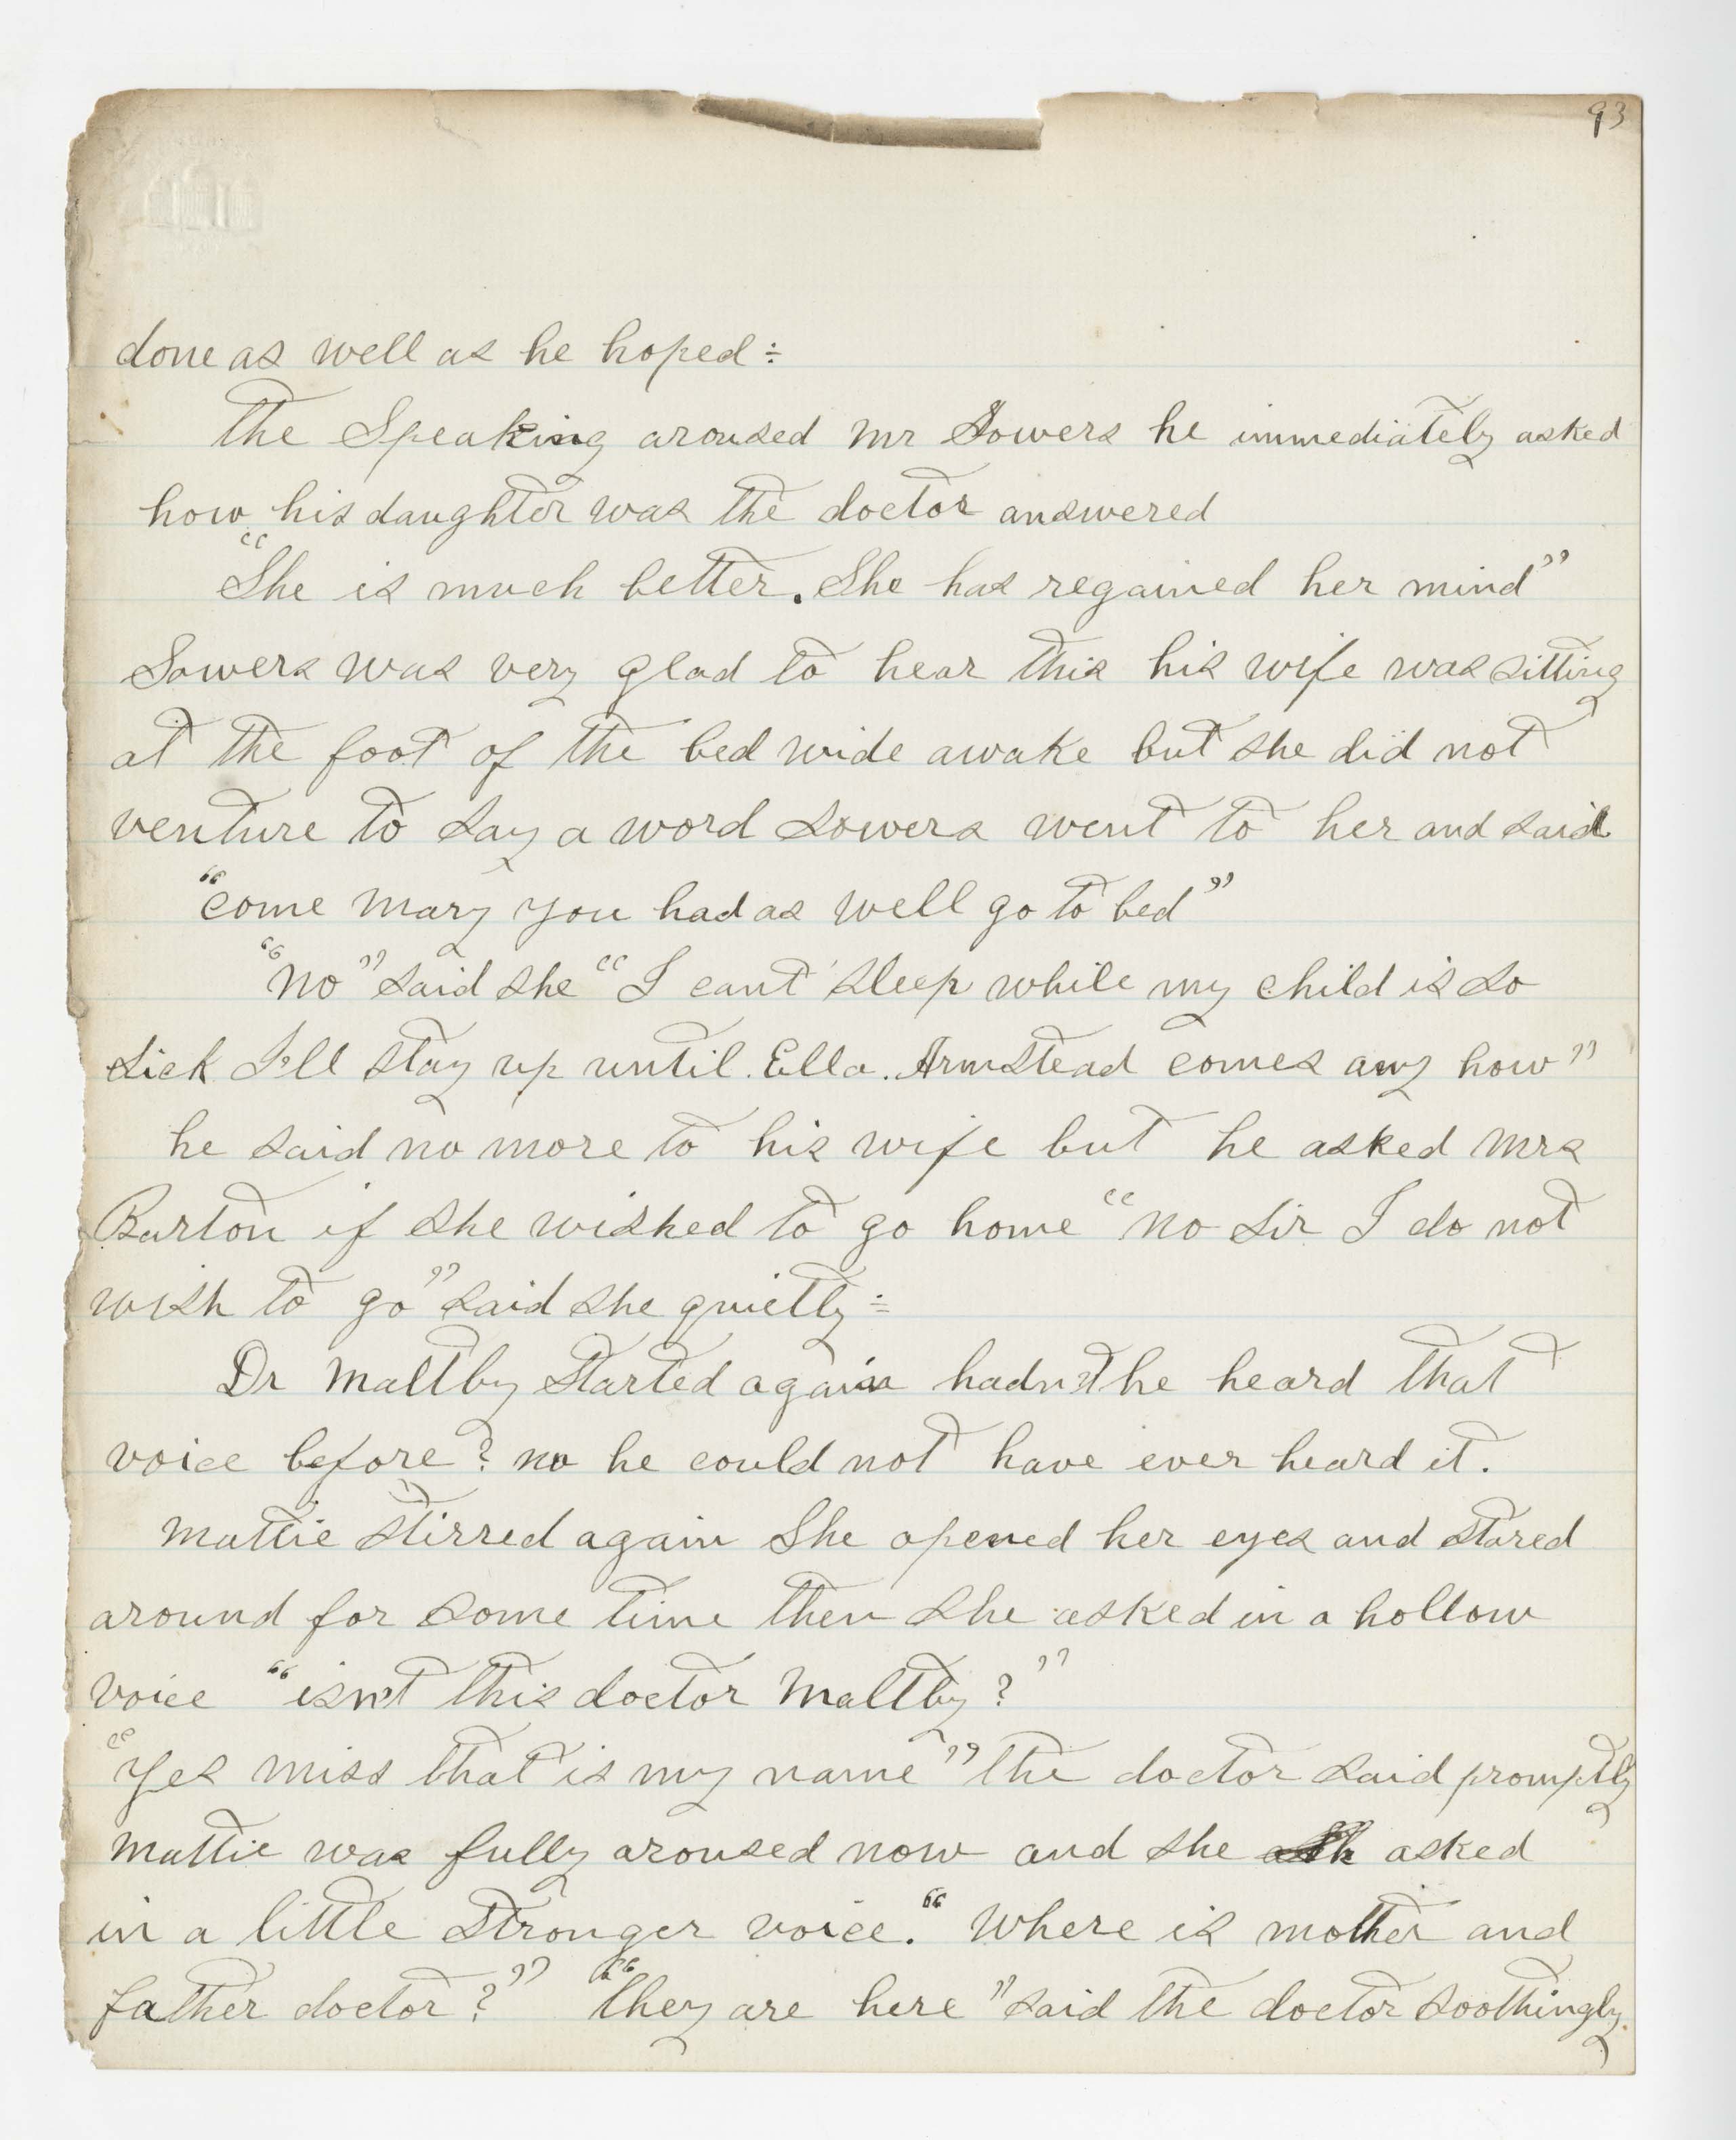 93
done as well as he hoped÷
The Speaking aroused Mr Sowers he immediately asked
how his daughter was the doctor answered
"She is much better. She has regained her mind"
Sowers was very glad to hear this his wife was sitting
at the foot of the bed wide awake but she did not
venture to say a word Sowers went to her and said
"come Mary you had as well go to bed"
"No" said she "I cant sleep while my child is so
sick I'll stay up until. Ella. Armstead comes any how"
he said no more to his wife but he asked Mrs
Burton if she wished to go home "No sir I do not
wish to go" said she quietly÷
Dr Maltby started again hadn't he heard that
voice before? no he could not have ever heard it.
Mattie stirred again She opened her eyes and stared
around for some time then she asked in a hollow
voice "isn't this doctor Maltby?"
"Yes miss that is my name" the doctor said promptly
Mattie was fully aroused now and she asked
in a little stronger voice. "Where is mother and
father doctor?" "they are here" said the doctor soothingly.